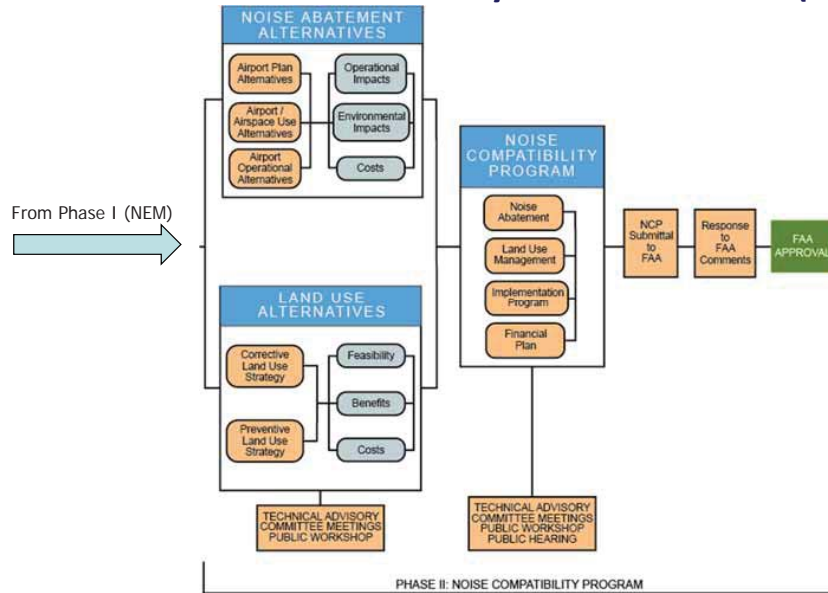 NOISE ABATEMENT
ALTERNATIVES
Airport Plan
Alternatives
Airport /
Airspace Use
Alternatives
Airport
Operational
Alternatives
Operational
Impacts
Environmental
Impacts
Costs
From Phase I (NEM)
LAND USE
ALTERNATIVES
Corrective
Land Use
Strategy
Preventive
Land Use
Strategy
Feasibility
Benefits
Costs
TECHNICAL ADVISORY
COMMITTEE MEETINGS
PUBLIC WORKSHOP
NOISE
COMPATIBILITY
PROGRAM
Noise
Abatement
Land Use
Management
Implementation
Program
Financial
Plan
TECHNICAL ADVISORY
COMMITTEE MEETINGS
PUBLIC WORKSHOP
PUBLIC HEARING
NCP
Submittal
to
FAA
Response
to
FAA
Comments
FAA
APPROVAL
PHASE II: NOISE COMPATIBILITY PROGRAM